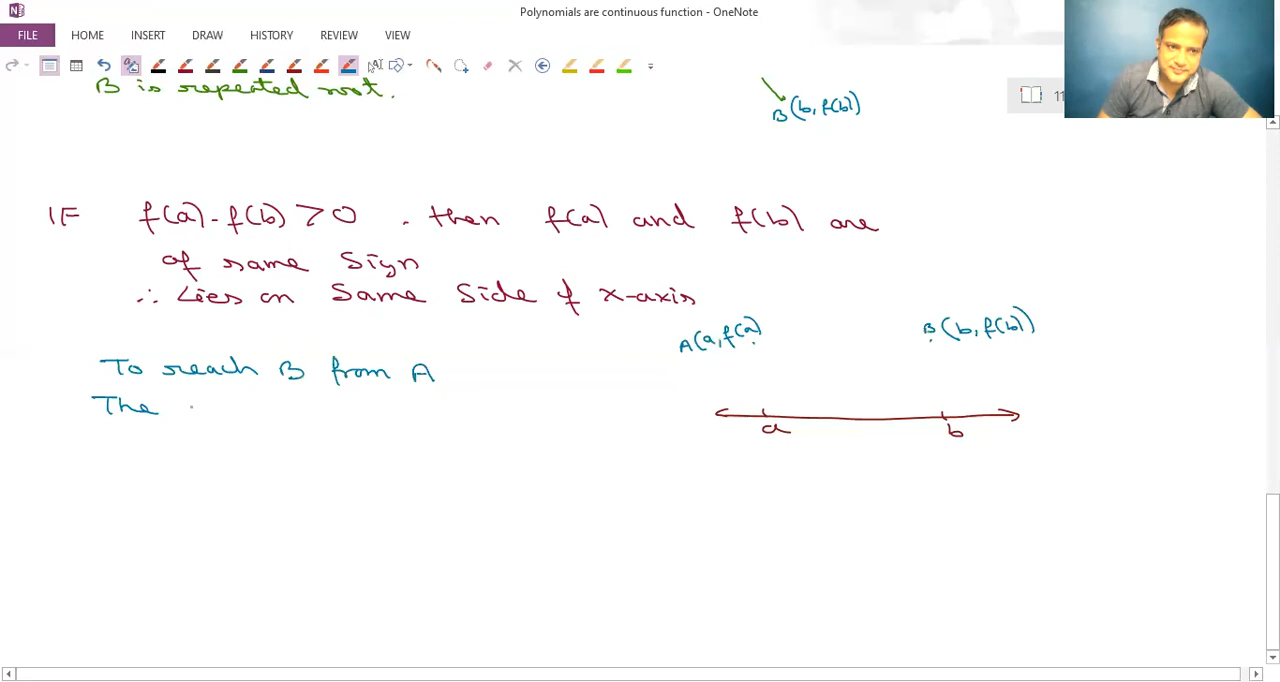 Polynomials are continuous function - OneNote
FILE HOME INSERT DRAW HISTORY REVIEW VIEW
B is repeated root.
B(b, f(b))
11
IF f(a) - f(b) > 0 . then f(a) and f(b) are
of same sign
∴ Lies on Same Side of x-axis
A(a, f(a)) B(b, f(b))
To reach B from A
The
a b